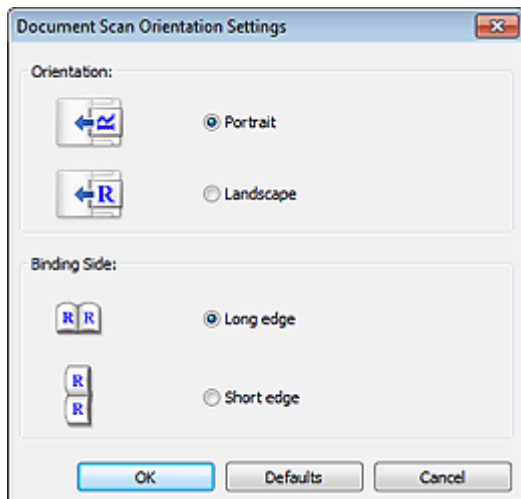 Document Scan Orientation Settings
Orientation:
R
Portrait
R
Landscape
Binding Side:
R R
Long edge
R
R
Short edge
OK Defaults Cancel